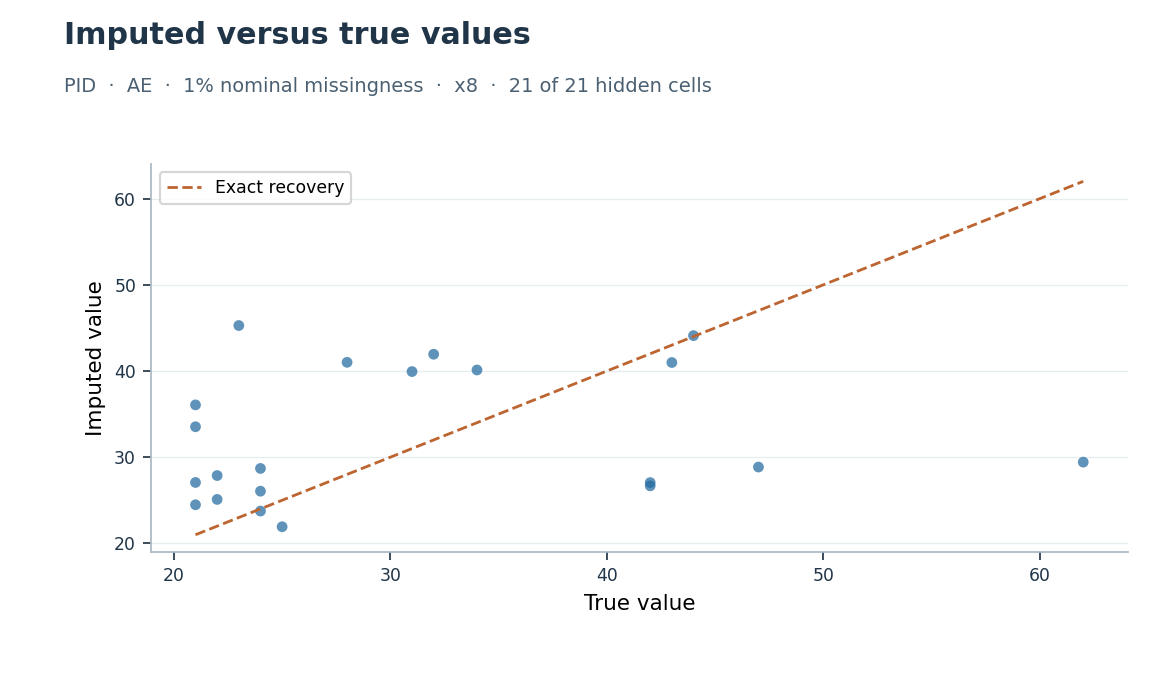 Imputed versus true values
PID · AE · 1% nominal missingness · x8 · 21 of 21 hidden cells
Exact recovery
Imputed value
60
50
40
30
20
20 30 40 50 60
True value